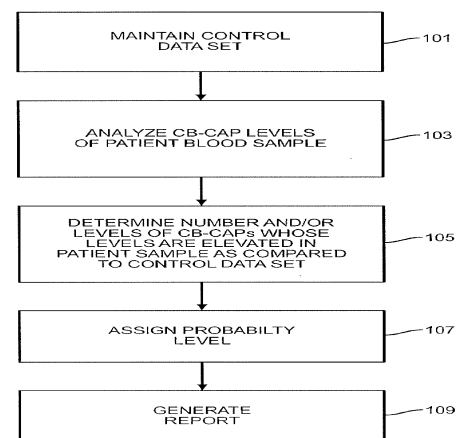 MAINTAIN CONTROL
DATA SET
101
ANALYZE CB-CAP LEVELS
OF PATIENT BLOOD SAMPLE
103
DETERMINE NUMBER AND/OR
LEVELS OF CB-CAPs WHOSE
LEVELS ARE ELEVATED IN
PATIENT SAMPLE AS COMPARED
TO CONTROL DATA SET
105
ASSIGN PROBABILTY
LEVEL
107
GENERATE
REPORT
109